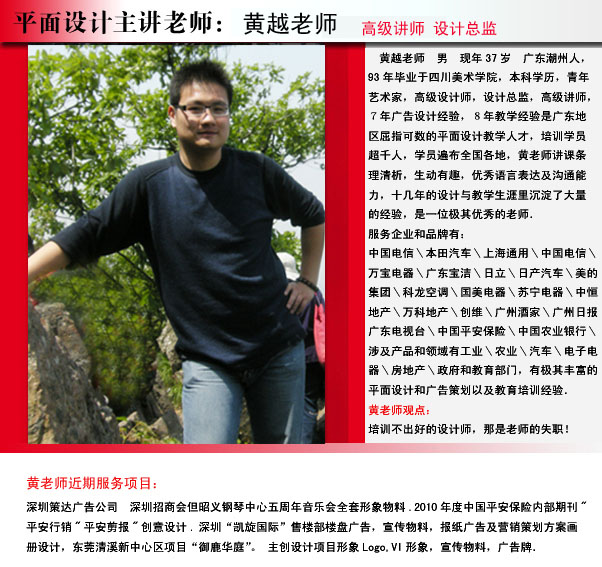 平面设计主讲老师：黄越老师 高级讲师 设计总监
黄越老师 男 现年37岁 广东潮州人，
93年毕业于四川美术学院，本科学历，青年
艺术家，高级设计师，设计总监，高级讲师，
7年广告设计经验，8年教学经验是广东地
区屈指可数的平面设计教学人才，培训学员
超千人，学员遍布全国各地，黄老师讲课条
理清析，生动有趣，优秀语言表达及沟通能
力，十几年的设计与教学生涯里沉淀了大量
的经验，是一位极其优秀的老师.
服务企业和品牌有：
中国电信\本田汽车\上海通用\中国电信\
万宝电器\广东宝洁\日立\日产汽车\美的
集团\科龙空调\国美电器\苏宁电器\中恒
地产\万科地产\创维\广州酒家\广州日报
广东电视台\中国平安保险\中国农业银行\
涉及产品和领域有工业\农业\汽车\电子电
器\房地产\政府和教育部门，有极其丰富的
平面设计和广告策划以及教育培训经验.
黄老师观点：
培训不出好的设计师，那是老师的失职！
黄老师近期服务项目：
深圳策达广告公司 深圳招商会但昭义钢琴中心五周年音乐会全套形象物料.2010年度中国平安保险内部期刊〞
平安行销〞平安剪报〞创意设计.深圳“凯旋国际”售楼部楼盘广告，宣传物料，报纸广告及营销策划方案画
册设计，东莞清溪新中心区项目“御鹿华庭”。 主创设计项目形象Logo,VI形象，宣传物料，广告牌.